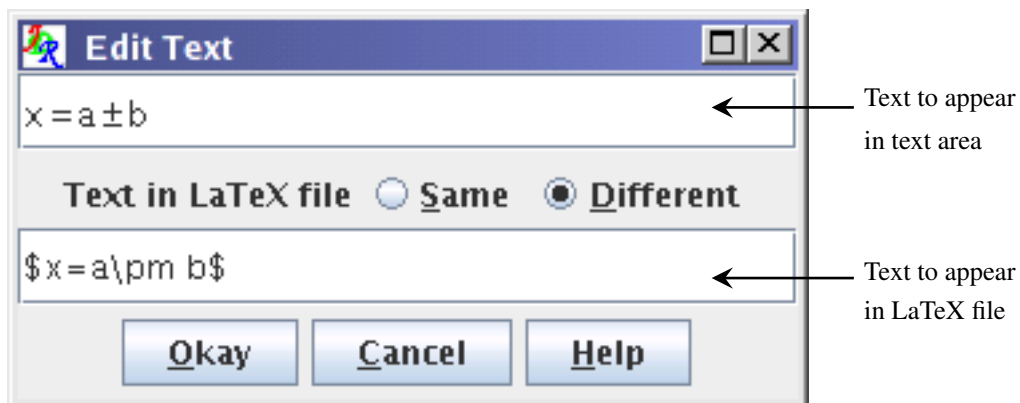 Edit Text
x=a±b
Text to appear
in text area
Text in LaTeX file Same Different
$x=a\pm b$
Text to appear
in LaTeX file
Okay Cancel Help